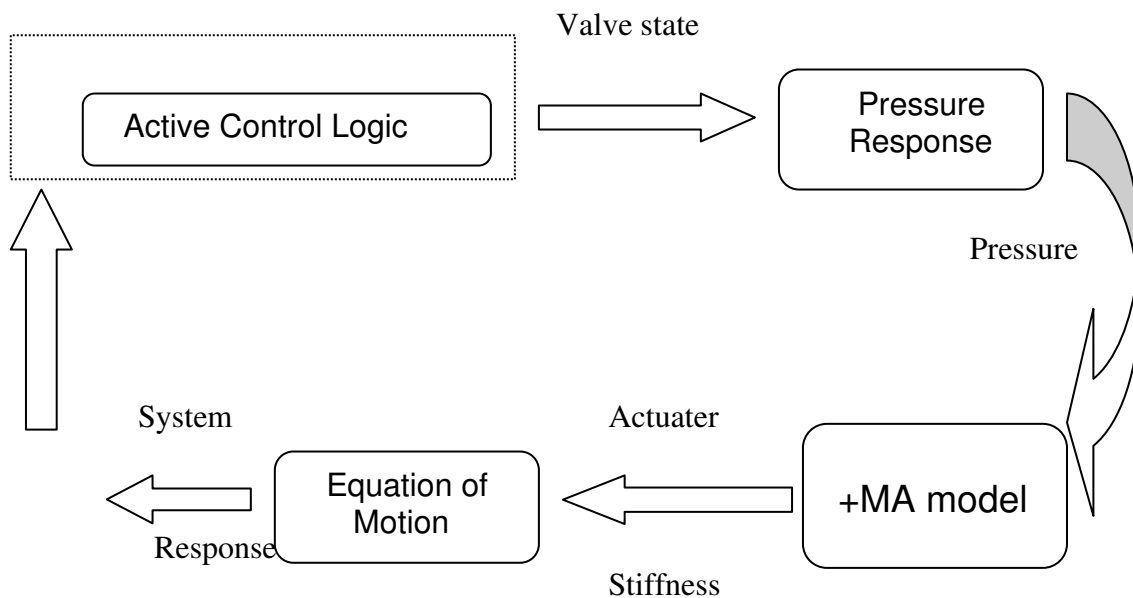 Valve state
Active Control Logic
Pressure
Response
Pressure
System
Actuater
+MA model
Equation of
Motion
Response
Stiffness